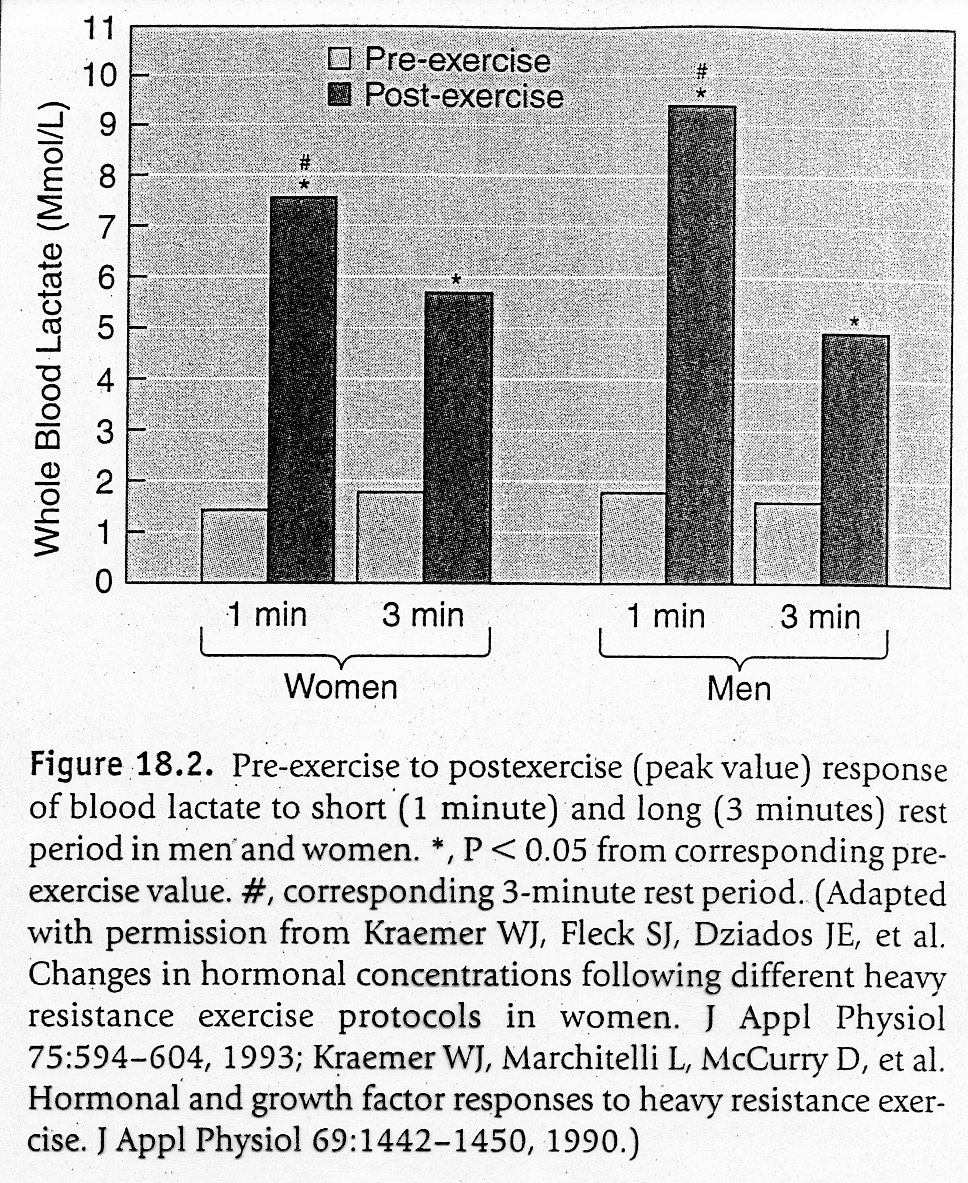 11
10
9
8
7
6
5
4
3
2
1
0
Whole Blood Lactate (Mmol/L)
Pre-exercise
Post-exercise
#
*
*
#
*
*
1 min 3 min 1 min 3 min
Women Men
Figure 18.2. Pre-exercise to postexercise (peak value) response
of blood lactate to short (1 minute) and long (3 minutes) rest
period in men and women. *, P < 0.05 from corresponding pre-
exercise value. #, corresponding 3-minute rest period. (Adapted
with permission from Kraemer WJ, Fleck SJ, Dziados JE, et al.
Changes in hormonal concentrations following different heavy
resistance exercise protocols in women. J Appl Physiol
75:594–604, 1993; Kraemer WJ, Marchitelli L, McCurry D, et al.
Hormonal and growth factor responses to heavy resistance exer-
cise. J Appl Physiol 69:1442–1450, 1990.)